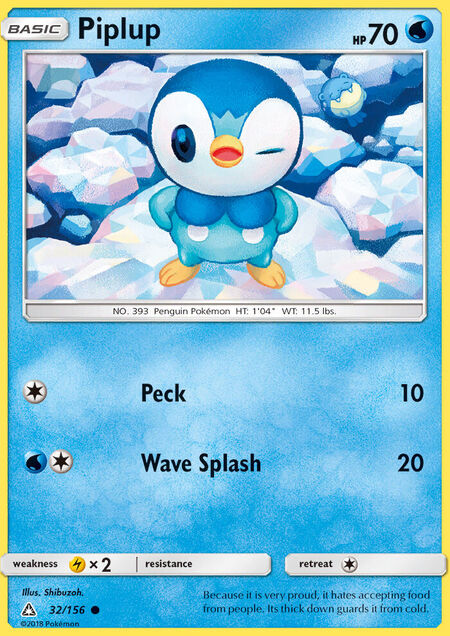 BASIC Piplup HP 70
NO. 393 Penguin Pokémon HT: 1'04" WT: 11.5 lbs.
Peck 10
Wave Splash 20
weakness ×2 resistance retreat
Illus. Shibuzoh.
32/156
©2018 Pokémon
Because it is very proud, it hates accepting food
from people. Its thick down guards it from cold.